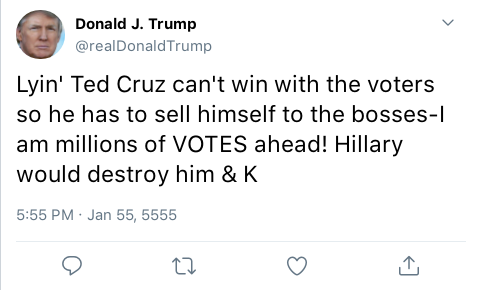 Donald J. Trump
@realDonaldTrump
Lyin' Ted Cruz can't win with the voters
so he has to sell himself to the bosses-I
am millions of VOTES ahead! Hillary
would destroy him & K
5:55 PM · Jan 55, 5555